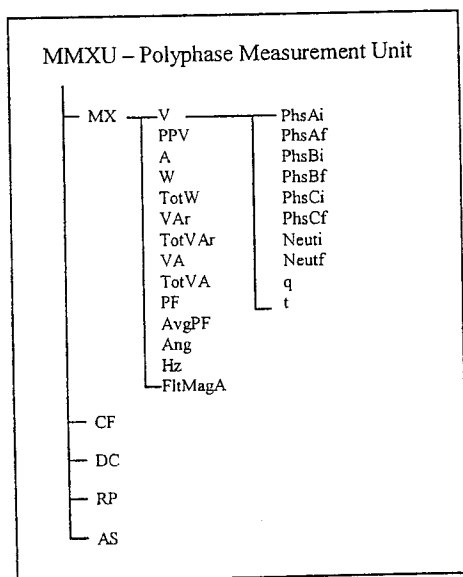 MMXU – Polyphase Measurement Unit
MX V PhsAi
PPV PhsAf
A PhsBi
W PhsBf
TotW PhsCi
VAr PhsCf
TotVAr Neuti
VA Neutf
TotVA q
PF t
AvgPF
Ang
Hz
FltMagA
CF
DC
RP
AS